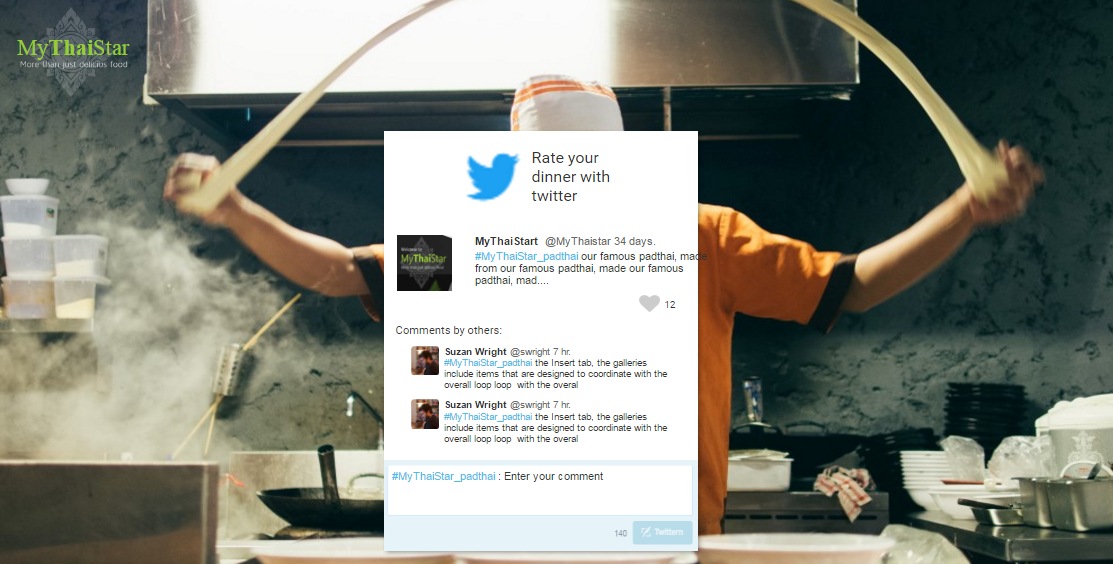 MyThaiStar
More than just delicius food
Rate your
dinner with
twitter
MyThaiStart @MyThaistar 34 days.
#MyThaiStar_padthai our famous padthai, made
from our famous padthai, made our famous
padthai, mad....
12
Comments by others:
Suzan Wright @swright 7 hr.
#MyThaiStar_padthai the Insert tab, the galleries
include items that are designed to coordinate with the
overall loop loop with the overal
Suzan Wright @swright 7 hr.
#MyThaiStar_padthai the Insert tab, the galleries
include items that are designed to coordinate with the
overall loop loop with the overal
#MyThaiStar_padthai : Enter your comment
140
Twittern
Welcome to
MyThaiStar